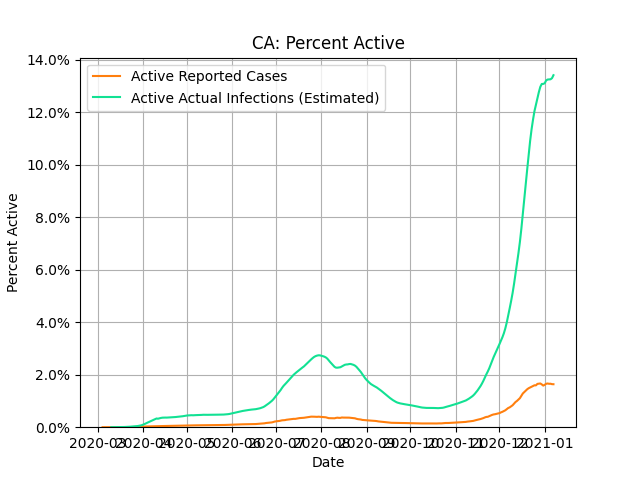 CA: Percent Active
Active Reported Cases
Active Actual Infections (Estimated)
14.0%
12.0%
10.0%
8.0%
6.0%
4.0%
2.0%
0.0%
Percent Active
2020-03 2020-04 2020-05 2020-06 2020-07 2020-08 2020-09 2020-10 2020-11 2020-12 2021-01
Date